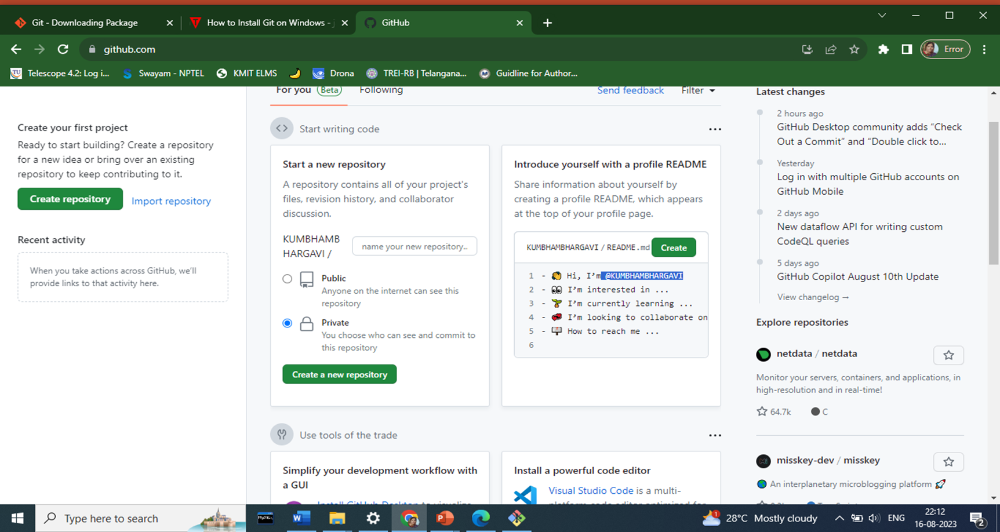 Git - Downloading Package
How to Install Git on Windows -
GitHub
github.com
Error
Telescope 4.2: Log i...
Swayam - NPTEL
KMIT ELMS
Drona
TREI-RB | Telangana...
Guidline for Author...
Create your first project
Ready to start building? Create a repository
for a new idea or bring over an existing
repository to keep contributing to it.
Create repository
Import repository
Recent activity
When you take actions across GitHub, we'll
provide links to that activity here.
For you Beta
Following
Send feedback
Filter
Start writing code
Start a new repository
A repository contains all of your project's
files, revision history, and collaborator
discussion.
KUMBHAMB
HARGAVI /
name your new repository..
Public
Anyone on the internet can see this
repository
Private
You choose who can see and commit to
this repository
Create a new repository
Introduce yourself with a profile README
Share information about yourself by
creating a profile README, which appears
at the top of your profile page.
KUMBHAMBHARGAVI / README.md
Create
1 - 👋 Hi, I'm @KUMBHAMBHARGAVI
2 - 👀 I'm interested in ...
3 - 🌱 I'm currently learning ...
4 - 💞️ I'm looking to collaborate on
5 - 📫 How to reach me ...
6
Use tools of the trade
Simplify your development workflow with
a GUI
Install GitHub Desktop to visualize
Install a powerful code editor
Visual Studio Code is a multi-
platform code editor optimized for
Latest changes
2 hours ago
GitHub Desktop community adds “Check
Out a Commit” and “Double click to...
Yesterday
Log in with multiple GitHub accounts on
GitHub Mobile
2 days ago
New dataflow API for writing custom
CodeQL queries
5 days ago
GitHub Copilot August 10th Update
View changelog →
Explore repositories
netdata / netdata
Monitor your servers, containers, and applications, in
high-resolution and in real-time!
64.7k
C
misskey-dev / misskey
🌎 An interplanetary microblogging platform 🚀
Type here to search
1
28°C Mostly cloudy
ENG
22:12
16-08-2023
2